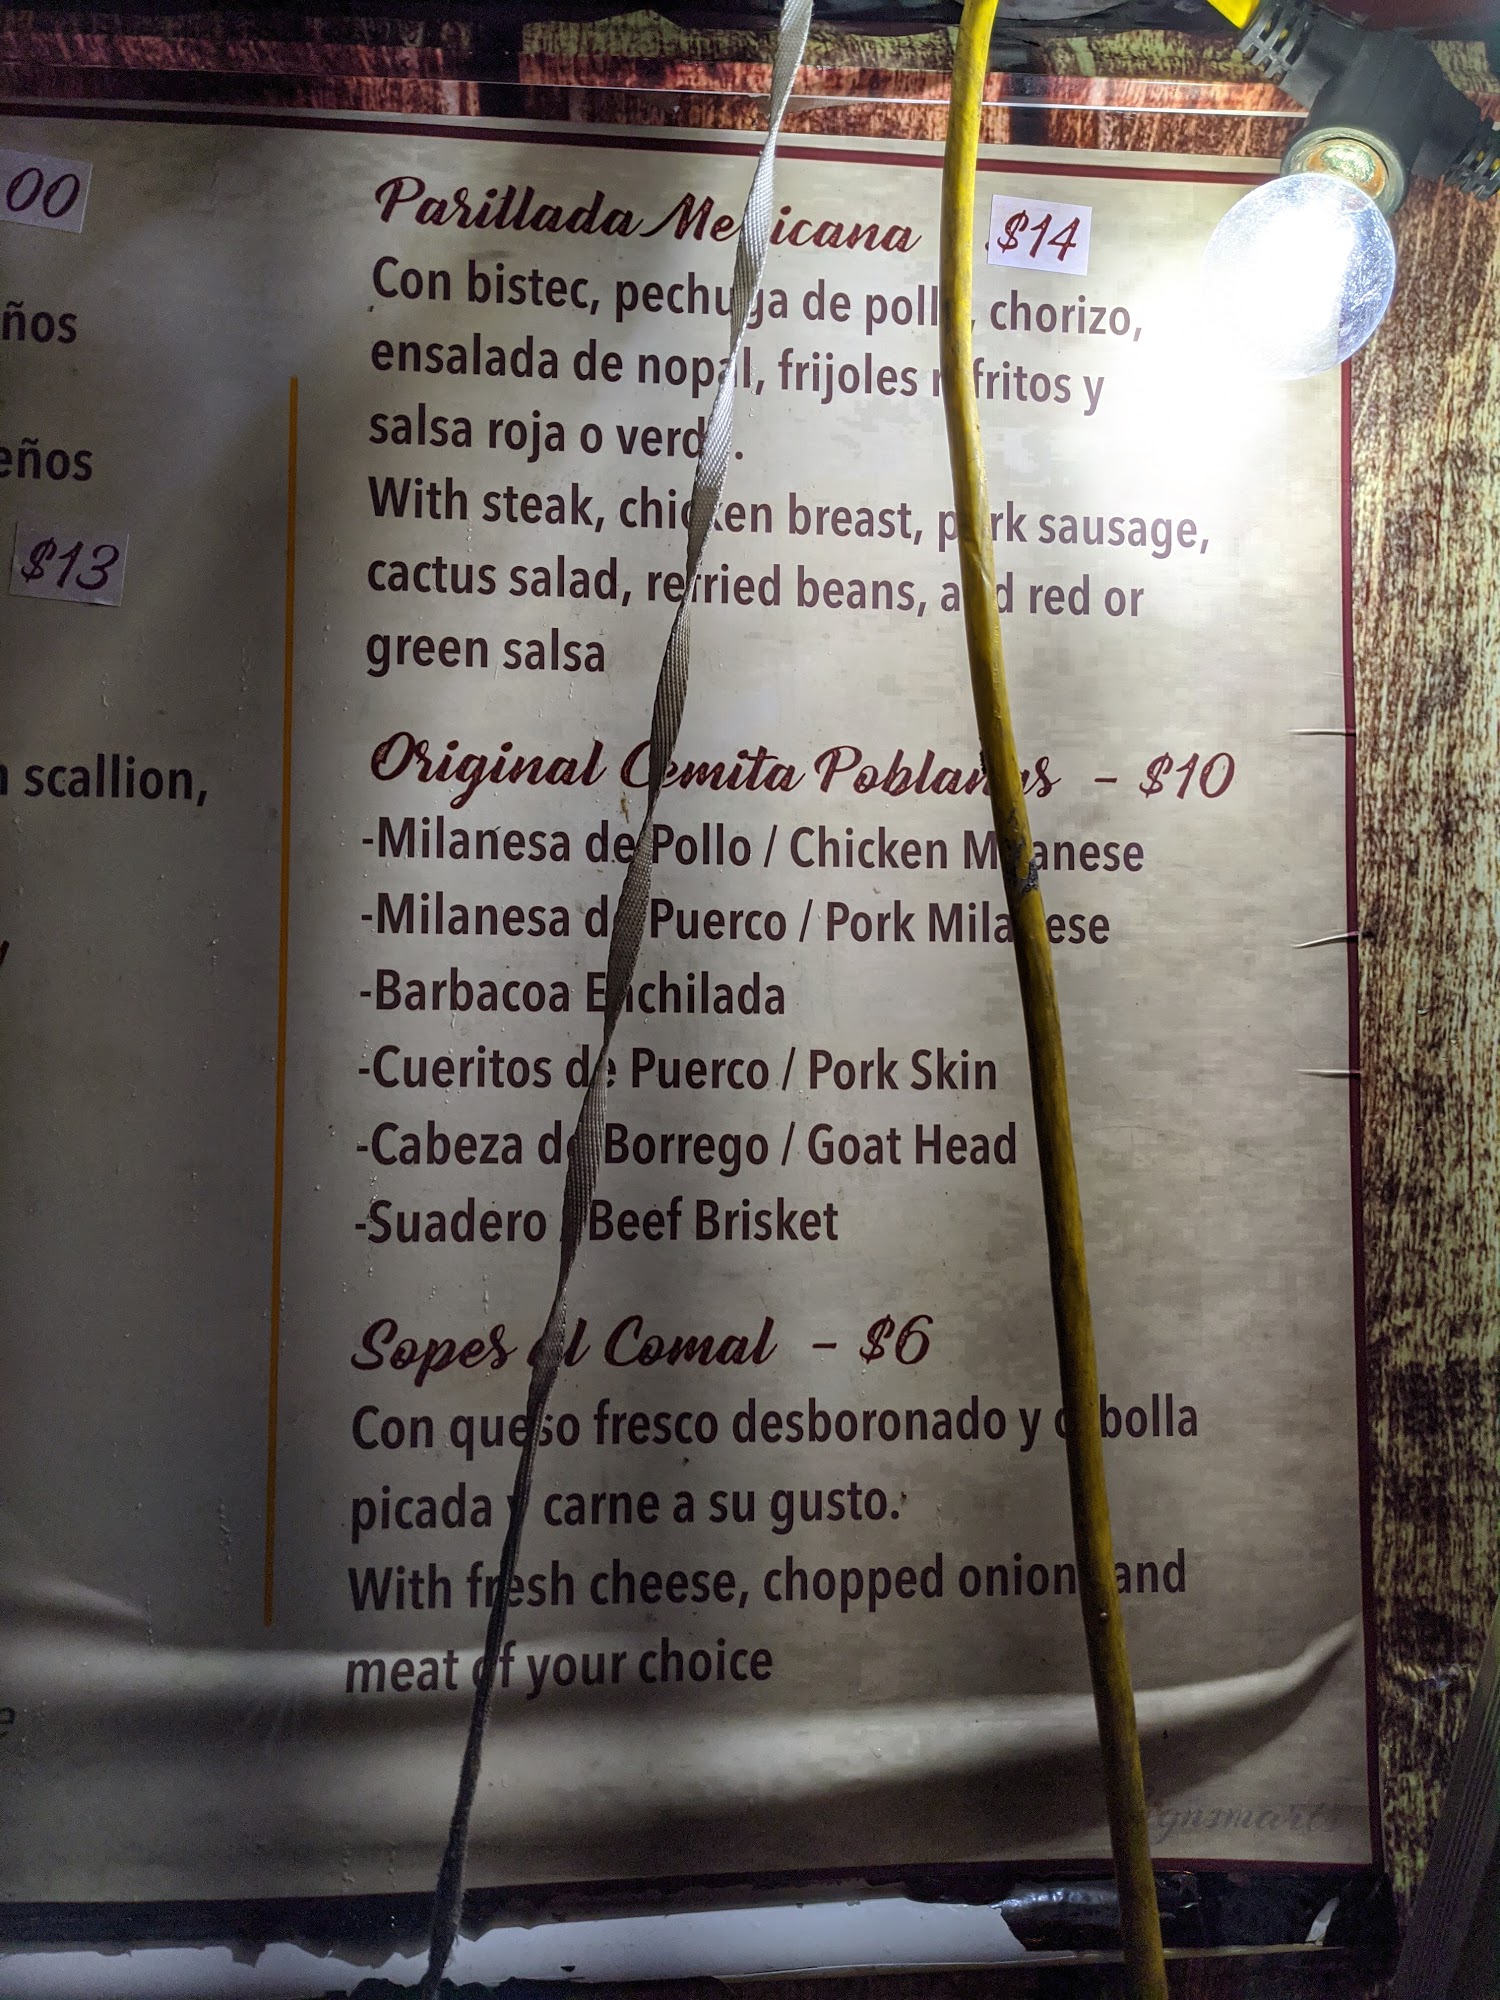 00
ños
eños
$13
scallion,
Parillada Mexicana $14
Con bistec, pechuga de pollo, chorizo,
ensalada de nopal, frijoles refritos y
salsa roja o verde.
With steak, chicken breast, pork sausage,
cactus salad, refried beans, and red or
green salsa
Original Cemita Poblanas - $10
-Milanesa de Pollo / Chicken Milanese
-Milanesa de Puerco / Pork Milanese
-Barbacoa Enchilada
-Cueritos de Puerco / Pork Skin
-Cabeza de Borrego / Goat Head
-Suadero / Beef Brisket
Sopes al Comal - $6
Con queso fresco desboronado y cebolla
picada y carne a su gusto.
With fresh cheese, chopped onion, and
meat of your choice